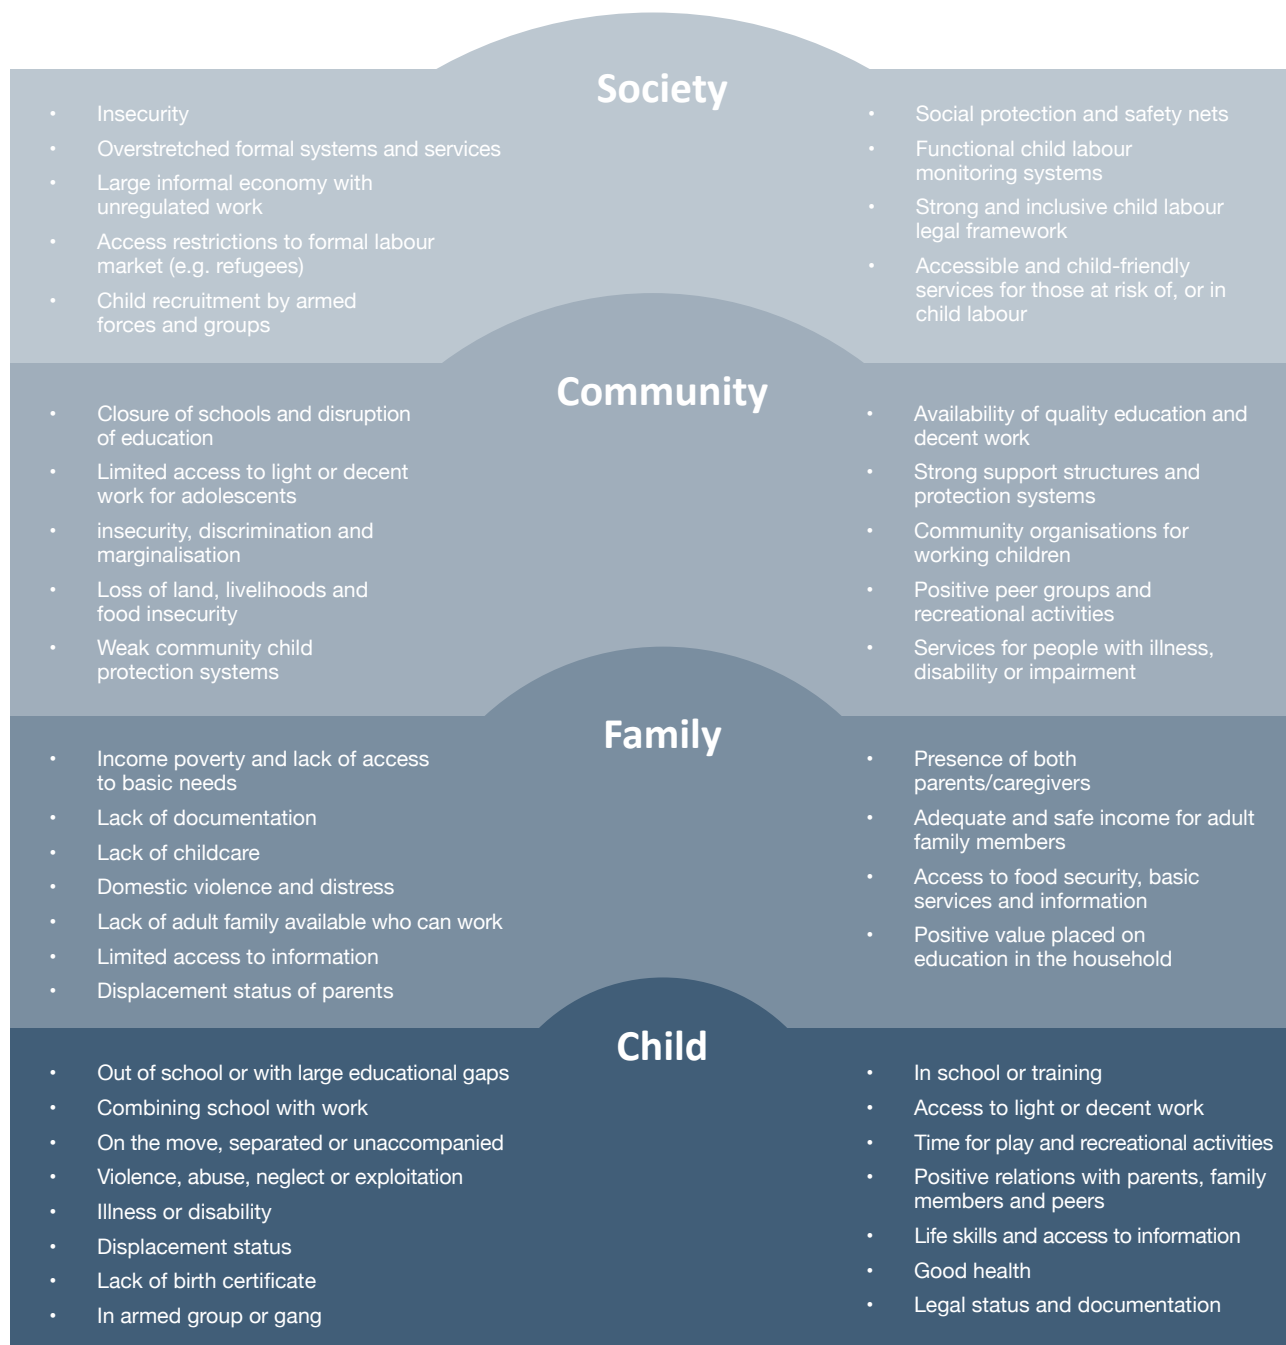 Society
• Insecurity
• Overstretched formal systems and services
• Large informal economy with
unregulated work
• Access restrictions to formal labour
market (e.g. refugees)
• Child recruitment by armed
forces and groups
• Social protection and safety nets
• Functional child labour
monitoring systems
• Strong and inclusive child labour
legal framework
• Accessible and child-friendly
services for those at risk of, or in
child labour
Community
• Closure of schools and disruption
of education
• Limited access to light or decent
work for adolescents
• insecurity, discrimination and
marginalisation
• Loss of land, livelihoods and
food insecurity
• Weak community child
protection systems
• Availability of quality education and
decent work
• Strong support structures and
protection systems
• Community organisations for
working children
• Positive peer groups and
recreational activities
• Services for people with illness,
disability or impairment
Family
• Income poverty and lack of access
to basic needs
• Lack of documentation
• Lack of childcare
• Domestic violence and distress
• Lack of adult family available who can work
• Limited access to information
• Displacement status of parents
• Presence of both
parents/caregivers
• Adequate and safe income for adult
family members
• Access to food security, basic
services and information
• Positive value placed on
education in the household
Child
• Out of school or with large educational gaps
• Combining school with work
• On the move, separated or unaccompanied
• Violence, abuse, neglect or exploitation
• Illness or disability
• Displacement status
• Lack of birth certificate
• In armed group or gang
• In school or training
• Access to light or decent work
• Time for play and recreational activities
• Positive relations with parents, family
members and peers
• Life skills and access to information
• Good health
• Legal status and documentation